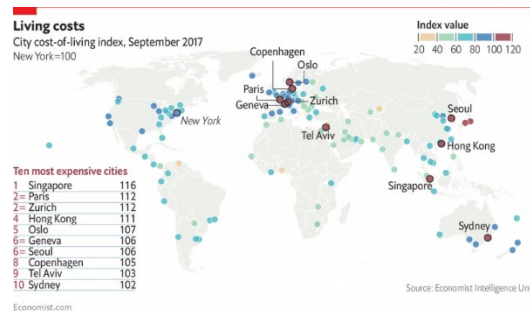 Living costs
City cost-of-living index, September 2017
New York=100
Index value
20 40 60 80 100 120
Copenhagen
Oslo
Paris
Geneva
Zurich
New York
Tel Aviv
Seoul
Hong Kong
Singapore
Sydney
Ten most expensive cities
1 Singapore 116
2= Paris 112
2= Zurich 112
4 Hong Kong 111
5 Oslo 107
6= Geneva 106
6= Seoul 106
8 Copenhagen 105
9 Tel Aviv 103
10 Sydney 102
Source: Economist Intelligence Un
Economist.com